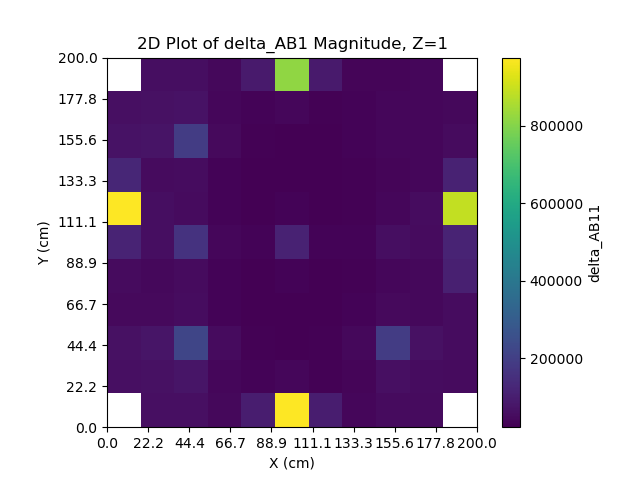 2D Plot of delta_AB1 Magnitude, Z=1
200.0
177.8
155.6
133.3
111.1
88.9
66.7
44.4
22.2
0.0
Y (cm)
0.0 22.2 44.4 66.7 88.9 111.1 133.3 155.6 177.8 200.0
X (cm)
800000
600000
400000
200000
delta_AB11